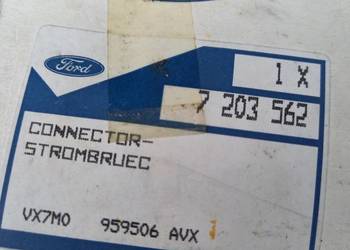 Ford
1 X
7 203 562
CONNECTOR-
STROMBRUEC
VX7M0 959506 AVX